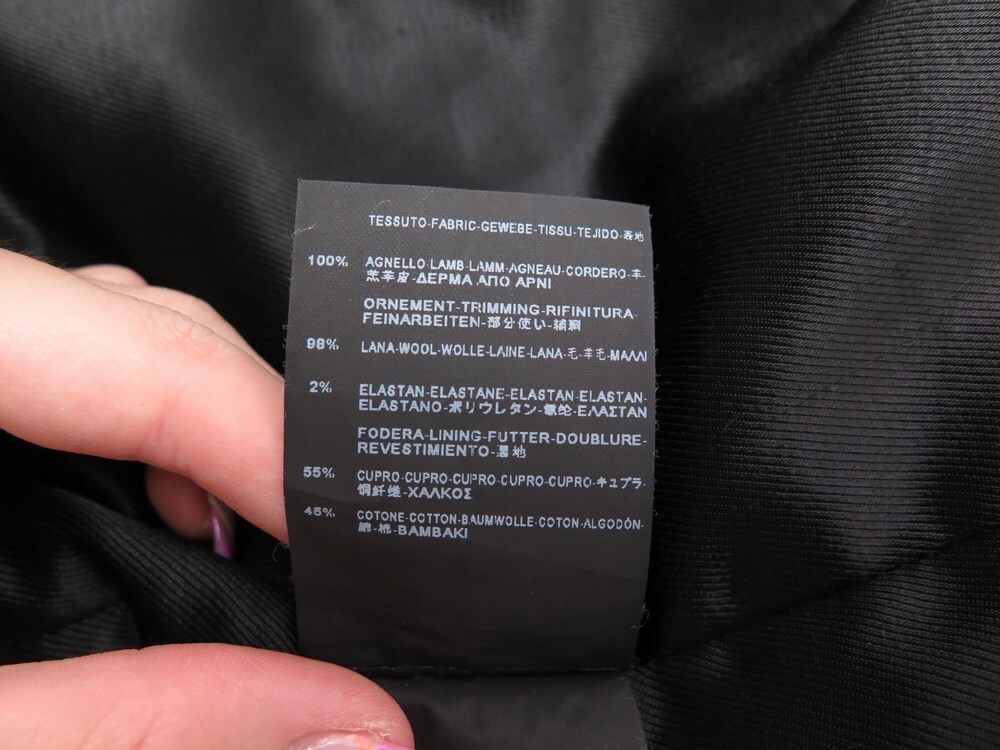 TESSUTO-FABRIC-GEWEBE-TISSU-TEJIDO-表地
100% AGNELLO-LAMB-LAMM-AGNEAU-CORDERO-羊-
羔羊皮-ΔΕΡΜΑ ΑΠΟ ΑΡΝΙ
ORNEMENT-TRIMMING-RIFINITURA-
FEINARBEITEN-部分使い-辅料
98% LANA-WOOL-WOLLE-LAINE-LANA-毛-羊毛-ΜΑΛΛΙ
2% ELASTAN-ELASTANE-ELASTAN-ELASTAN-
ELASTANO-ポリウレタン-氨纶-ΕΛΑΣΤΑΝ
FODERA-LINING-FUTTER-DOUBLURE-
REVESTIMIENTO-裏地
55% CUPRO-CUPRO-CUPRO-CUPRO-CUPRO-キュプラ-
铜纤维-ΧΑΛΚΟΣ
45% COTONE-COTTON-BAUMWOLLE-COTON-ALGODÓN-
綿-棉-ΒΑΜΒΑΚΙ